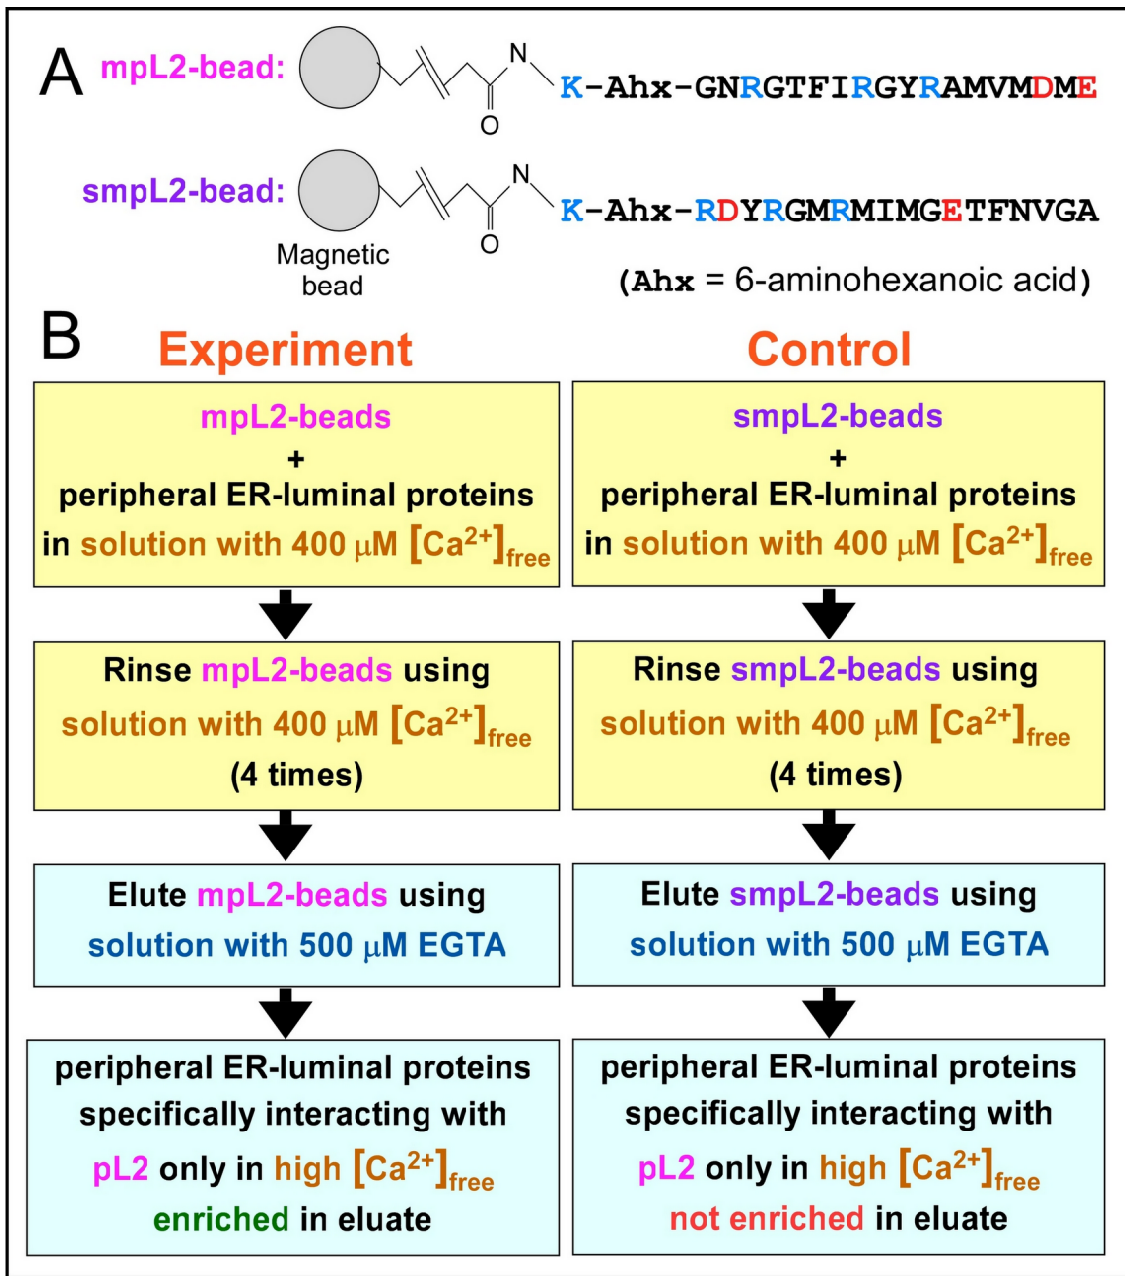 A
mpL2-bead:
N
O
K-Ahx-GNRGTFIRGYRAMVMDME
smpL2-bead:
N
O
K-Ahx-RDYRGMRMIMGETFNVGA
Magnetic
bead
(Ahx = 6-aminohexanoic acid)
B
Experiment
mpL2-beads
+
peripheral ER-luminal proteins
in solution with 400 μM [Ca²⁺]free
Rinse mpL2-beads using
solution with 400 μM [Ca²⁺]free
(4 times)
Elute mpL2-beads using
solution with 500 μM EGTA
peripheral ER-luminal proteins
specifically interacting with
pL2 only in high [Ca²⁺]free
enriched in eluate
Control
smpL2-beads
+
peripheral ER-luminal proteins
in solution with 400 μM [Ca²⁺]free
Rinse smpL2-beads using
solution with 400 μM [Ca²⁺]free
(4 times)
Elute smpL2-beads using
solution with 500 μM EGTA
peripheral ER-luminal proteins
specifically interacting with
pL2 only in high [Ca²⁺]free
not enriched in eluate